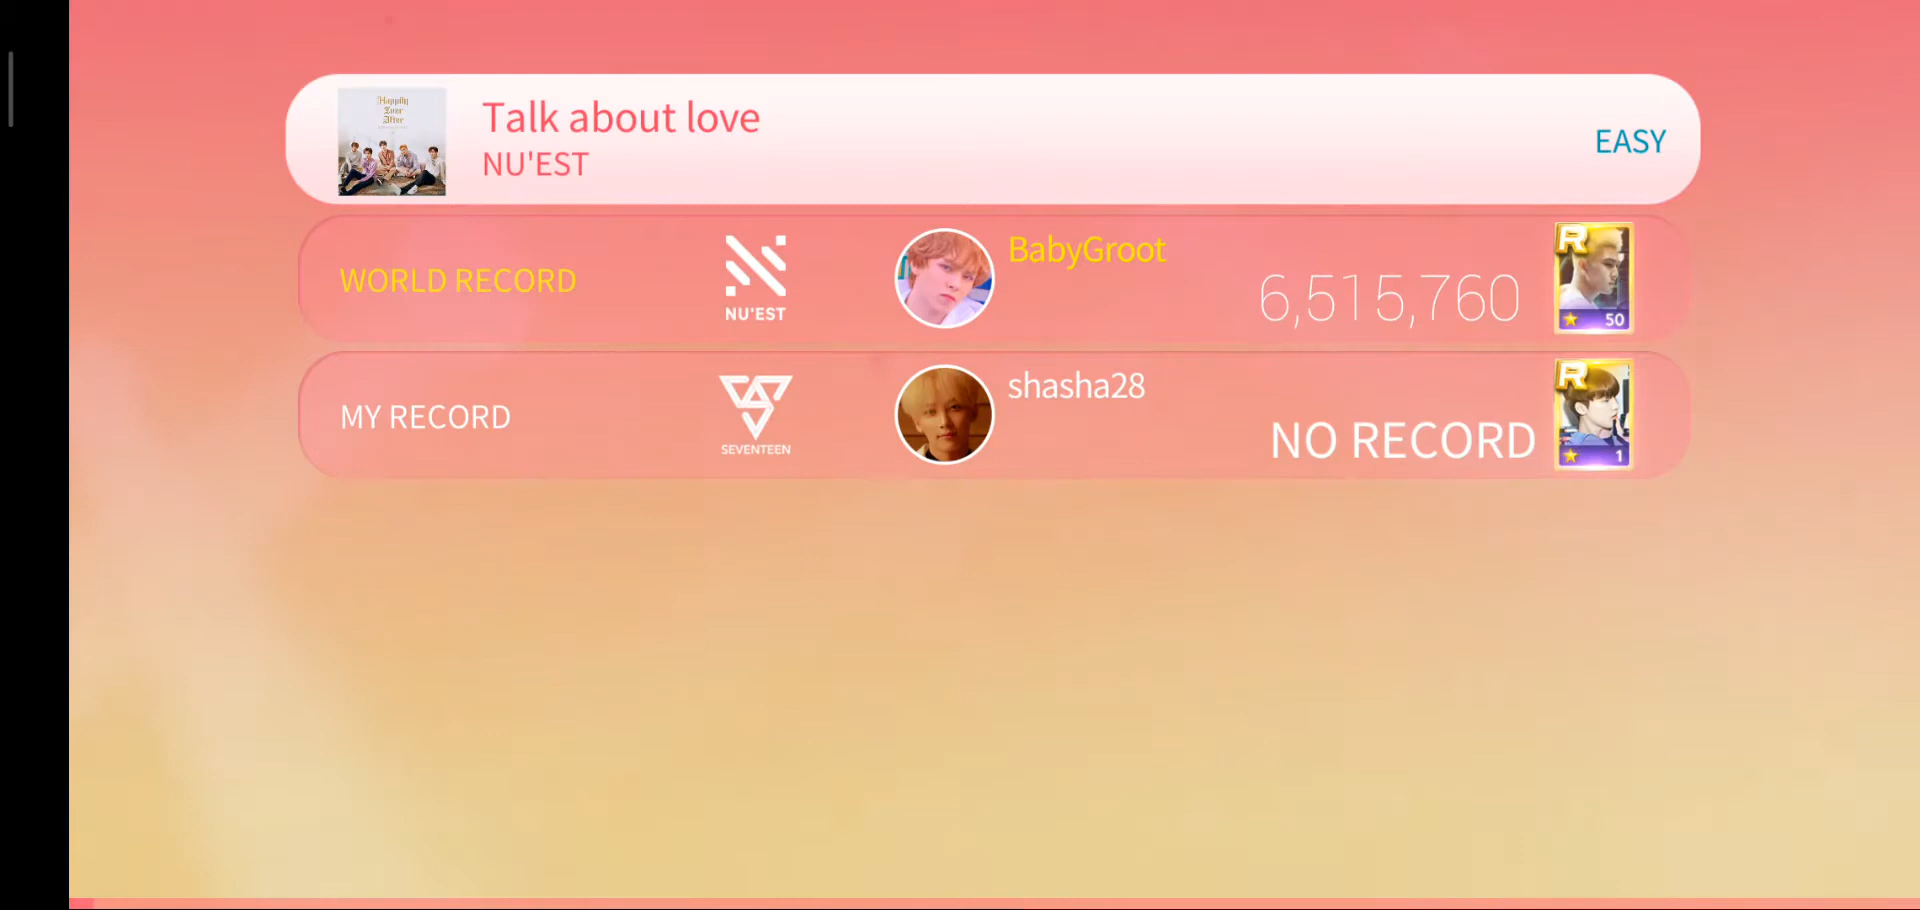 Happily
Ever
After
Talk about love
NU'EST
EASY
WORLD RECORD
NU'EST
BabyGroot
6,515,760
R
50
MY RECORD
SEVENTEEN
shasha28
NO RECORD
R
1